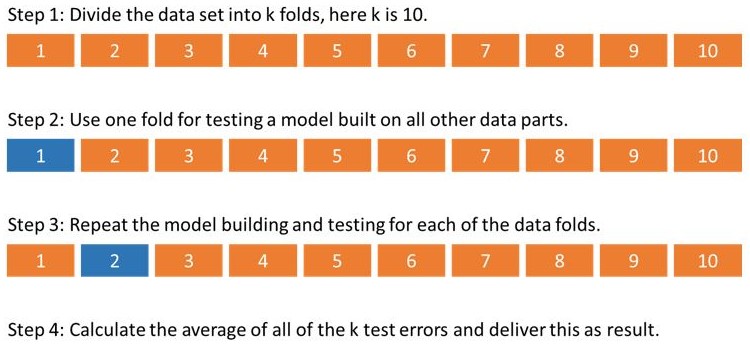 Step 1: Divide the data set into k folds, here k is 10.
1 2 3 4 5 6 7 8 9 10
Step 2: Use one fold for testing a model built on all other data parts.
1 2 3 4 5 6 7 8 9 10
Step 3: Repeat the model building and testing for each of the data folds.
1 2 3 4 5 6 7 8 9 10
Step 4: Calculate the average of all of the k test errors and deliver this as result.